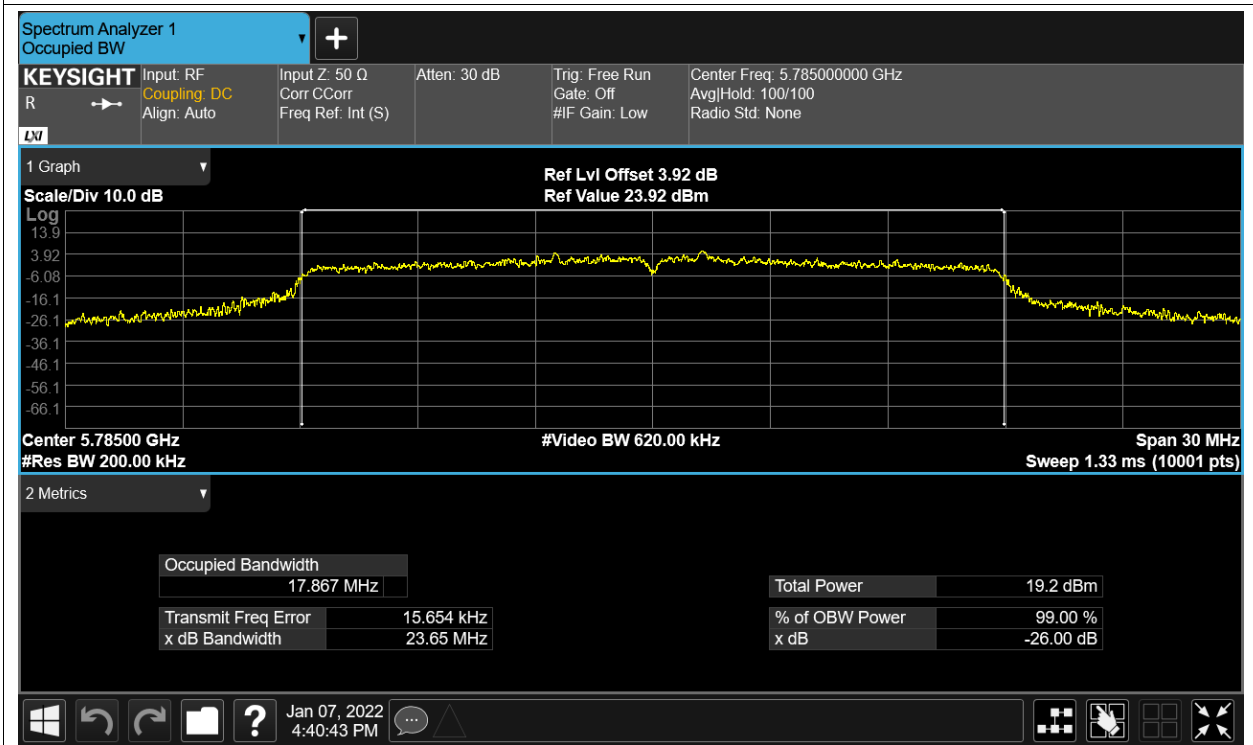 Spectrum Analyzer 1
Occupied BW
KEYSIGHT
R
LXI
Input: RF
Coupling: DC
Align: Auto
Input Z: 50 Ω
Corr CCorr
Freq Ref: Int (S)
Atten: 30 dB
Trig: Free Run
Gate: Off
#IF Gain: Low
Center Freq: 5.785000000 GHz
Avg|Hold: 100/100
Radio Std: None
1 Graph
Scale/Div 10.0 dB
Ref Lvl Offset 3.92 dB
Ref Value 23.92 dBm
Log
13.9
3.92
-6.08
-16.1
-26.1
-36.1
-46.1
-56.1
-66.1
Center 5.78500 GHz
#Res BW 200.00 kHz
#Video BW 620.00 kHz
Span 30 MHz
Sweep 1.33 ms (10001 pts)
2 Metrics
Occupied Bandwidth
17.867 MHz
Transmit Freq Error 15.654 kHz
x dB Bandwidth 23.65 MHz
Total Power 19.2 dBm
% of OBW Power 99.00 %
x dB -26.00 dB
?
Jan 07, 2022
4:40:43 PM